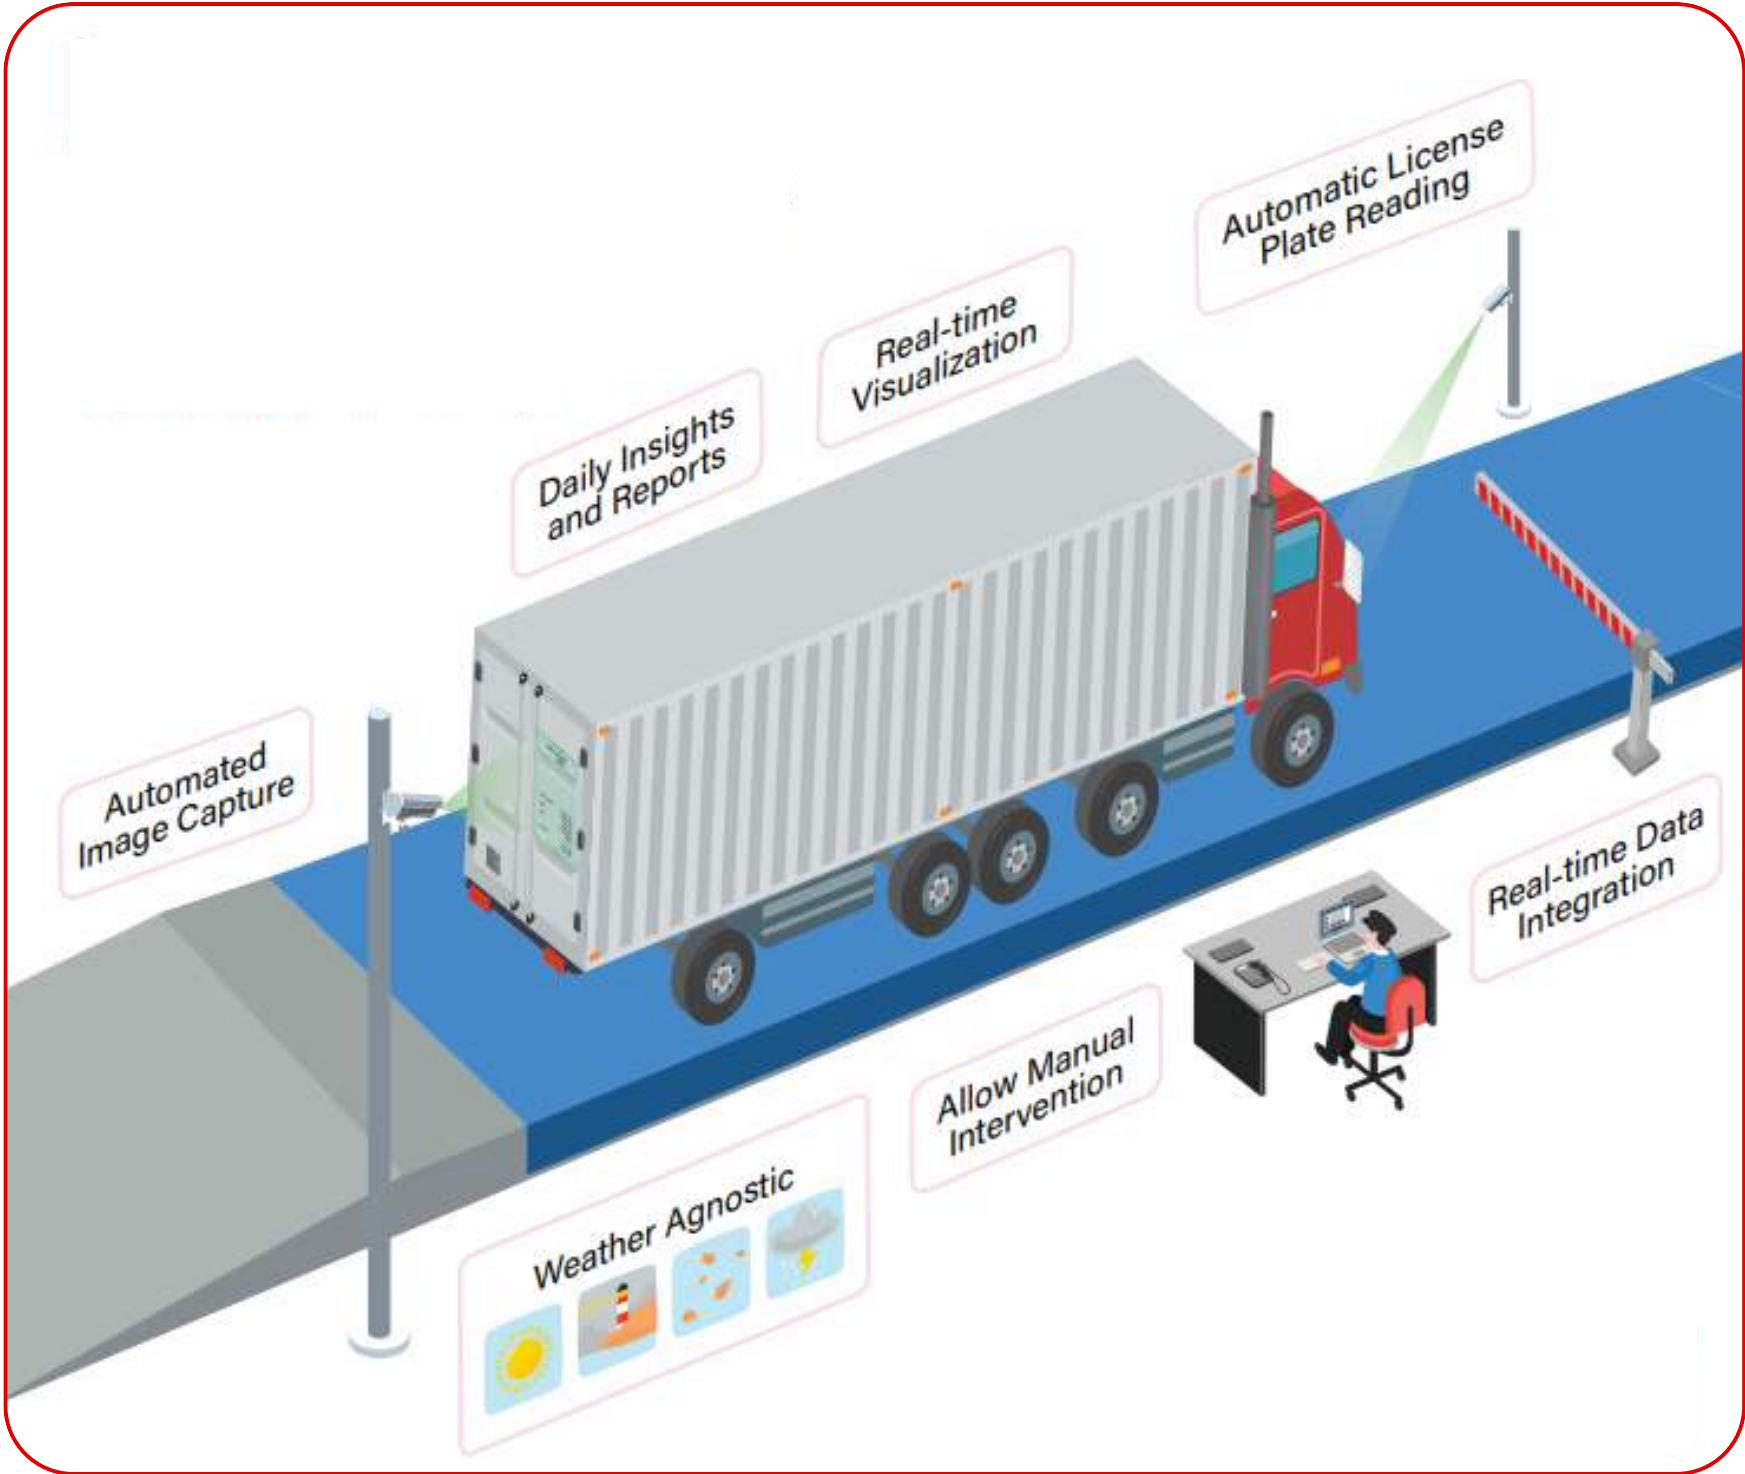 Automatic License
Plate Reading
Real-time
Visualization
Daily Insights
and Reports
Automated
Image Capture
Real-time Data
Integration
Allow Manual
Intervention
Weather Agnostic